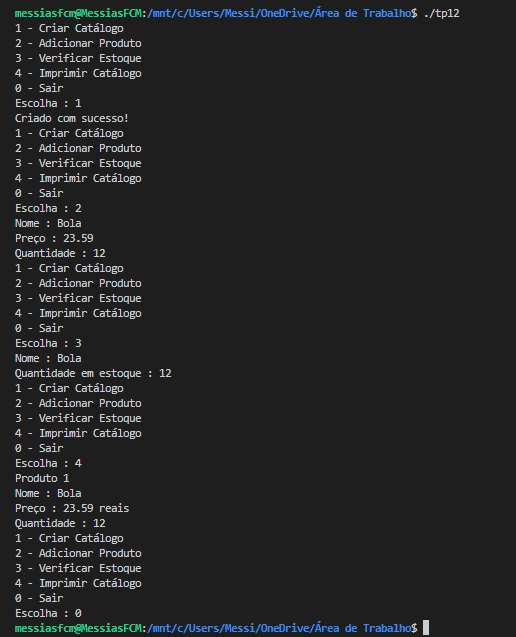 messiasfcm@MessiasFCM:/mnt/c/Users/Messi/OneDrive/Área de Trabalho$ ./tp12
1 - Criar Catálogo
2 - Adicionar Produto
3 - Verificar Estoque
4 - Imprimir Catálogo
0 - Sair
Escolha : 1
Criado com sucesso!
1 - Criar Catálogo
2 - Adicionar Produto
3 - Verificar Estoque
4 - Imprimir Catálogo
0 - Sair
Escolha : 2
Nome : Bola
Preço : 23.59
Quantidade : 12
1 - Criar Catálogo
2 - Adicionar Produto
3 - Verificar Estoque
4 - Imprimir Catálogo
0 - Sair
Escolha : 3
Nome : Bola
Quantidade em estoque : 12
1 - Criar Catálogo
2 - Adicionar Produto
3 - Verificar Estoque
4 - Imprimir Catálogo
0 - Sair
Escolha : 4
Produto 1
Nome : Bola
Preço : 23.59 reais
Quantidade : 12
1 - Criar Catálogo
2 - Adicionar Produto
3 - Verificar Estoque
4 - Imprimir Catálogo
0 - Sair
Escolha : 0
messiasfcm@MessiasFCM:/mnt/c/Users/Messi/OneDrive/Área de Trabalho$